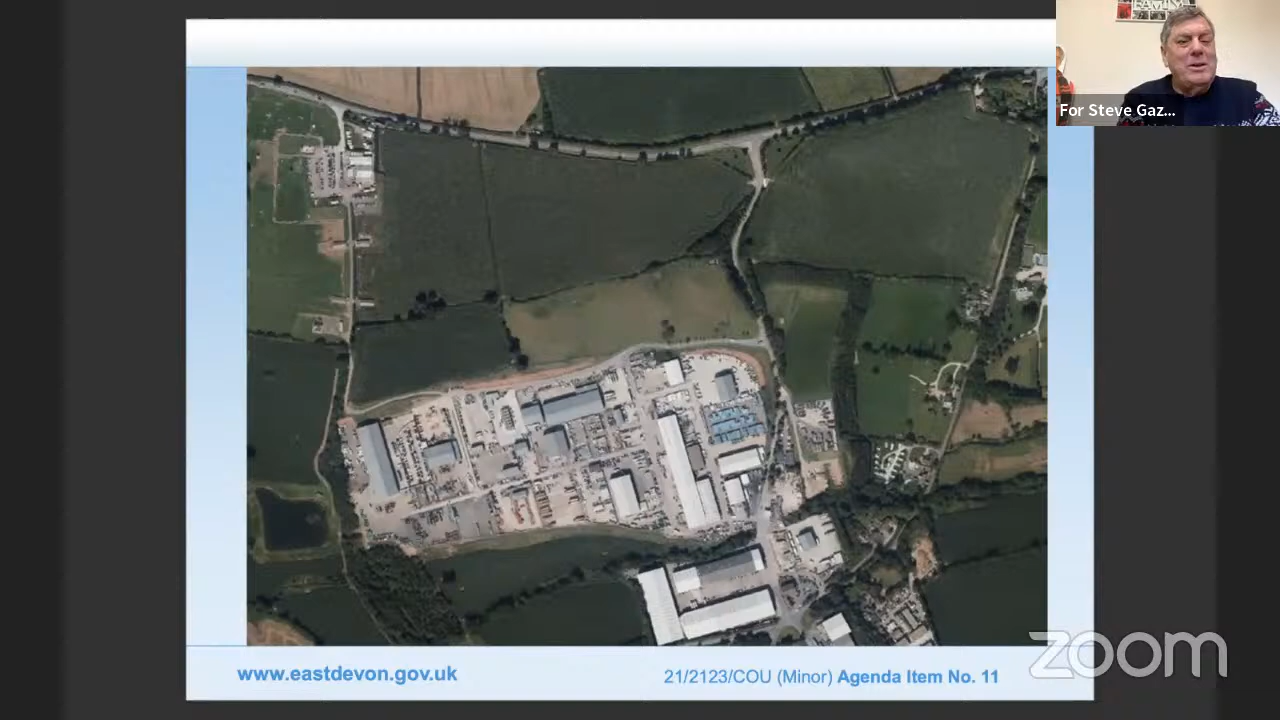 For Steve Gaz...
www.eastdevon.gov.uk
21/2123/COU (Minor) Agenda Item No. 11
zoom